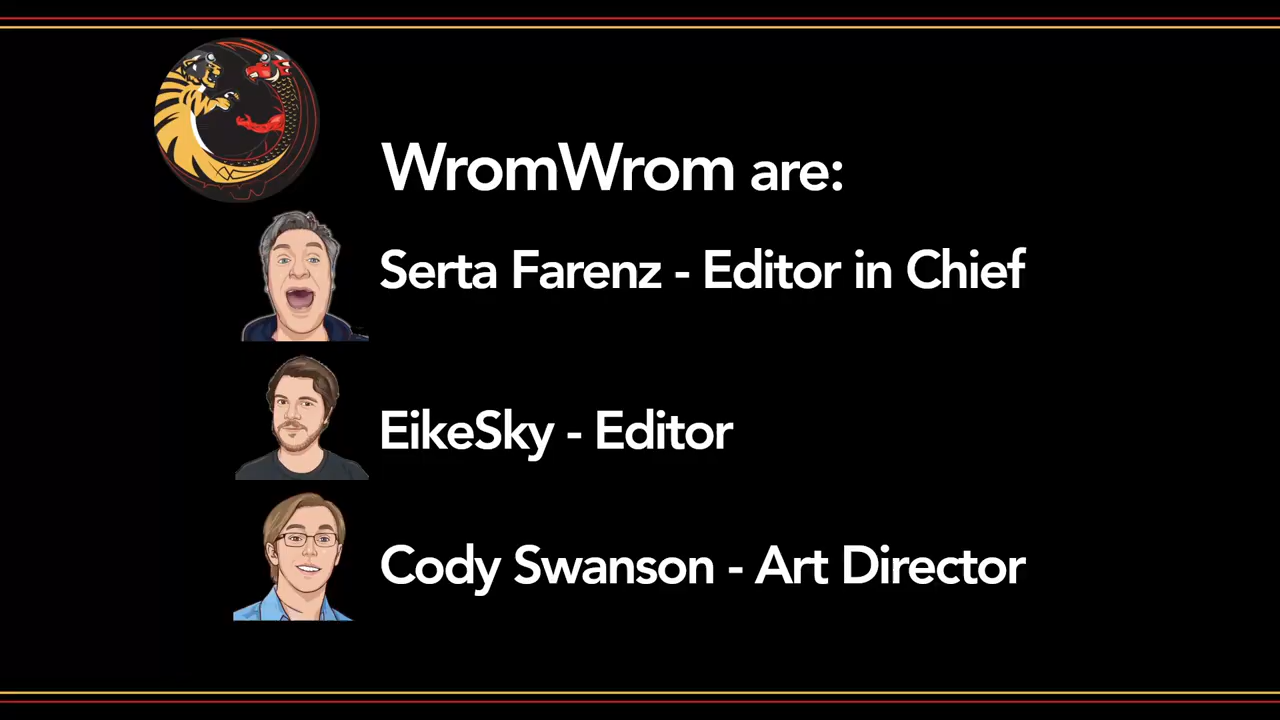 WromWrom are:
Serta Farenz - Editor in Chief
EikeSky - Editor
Cody Swanson - Art Director